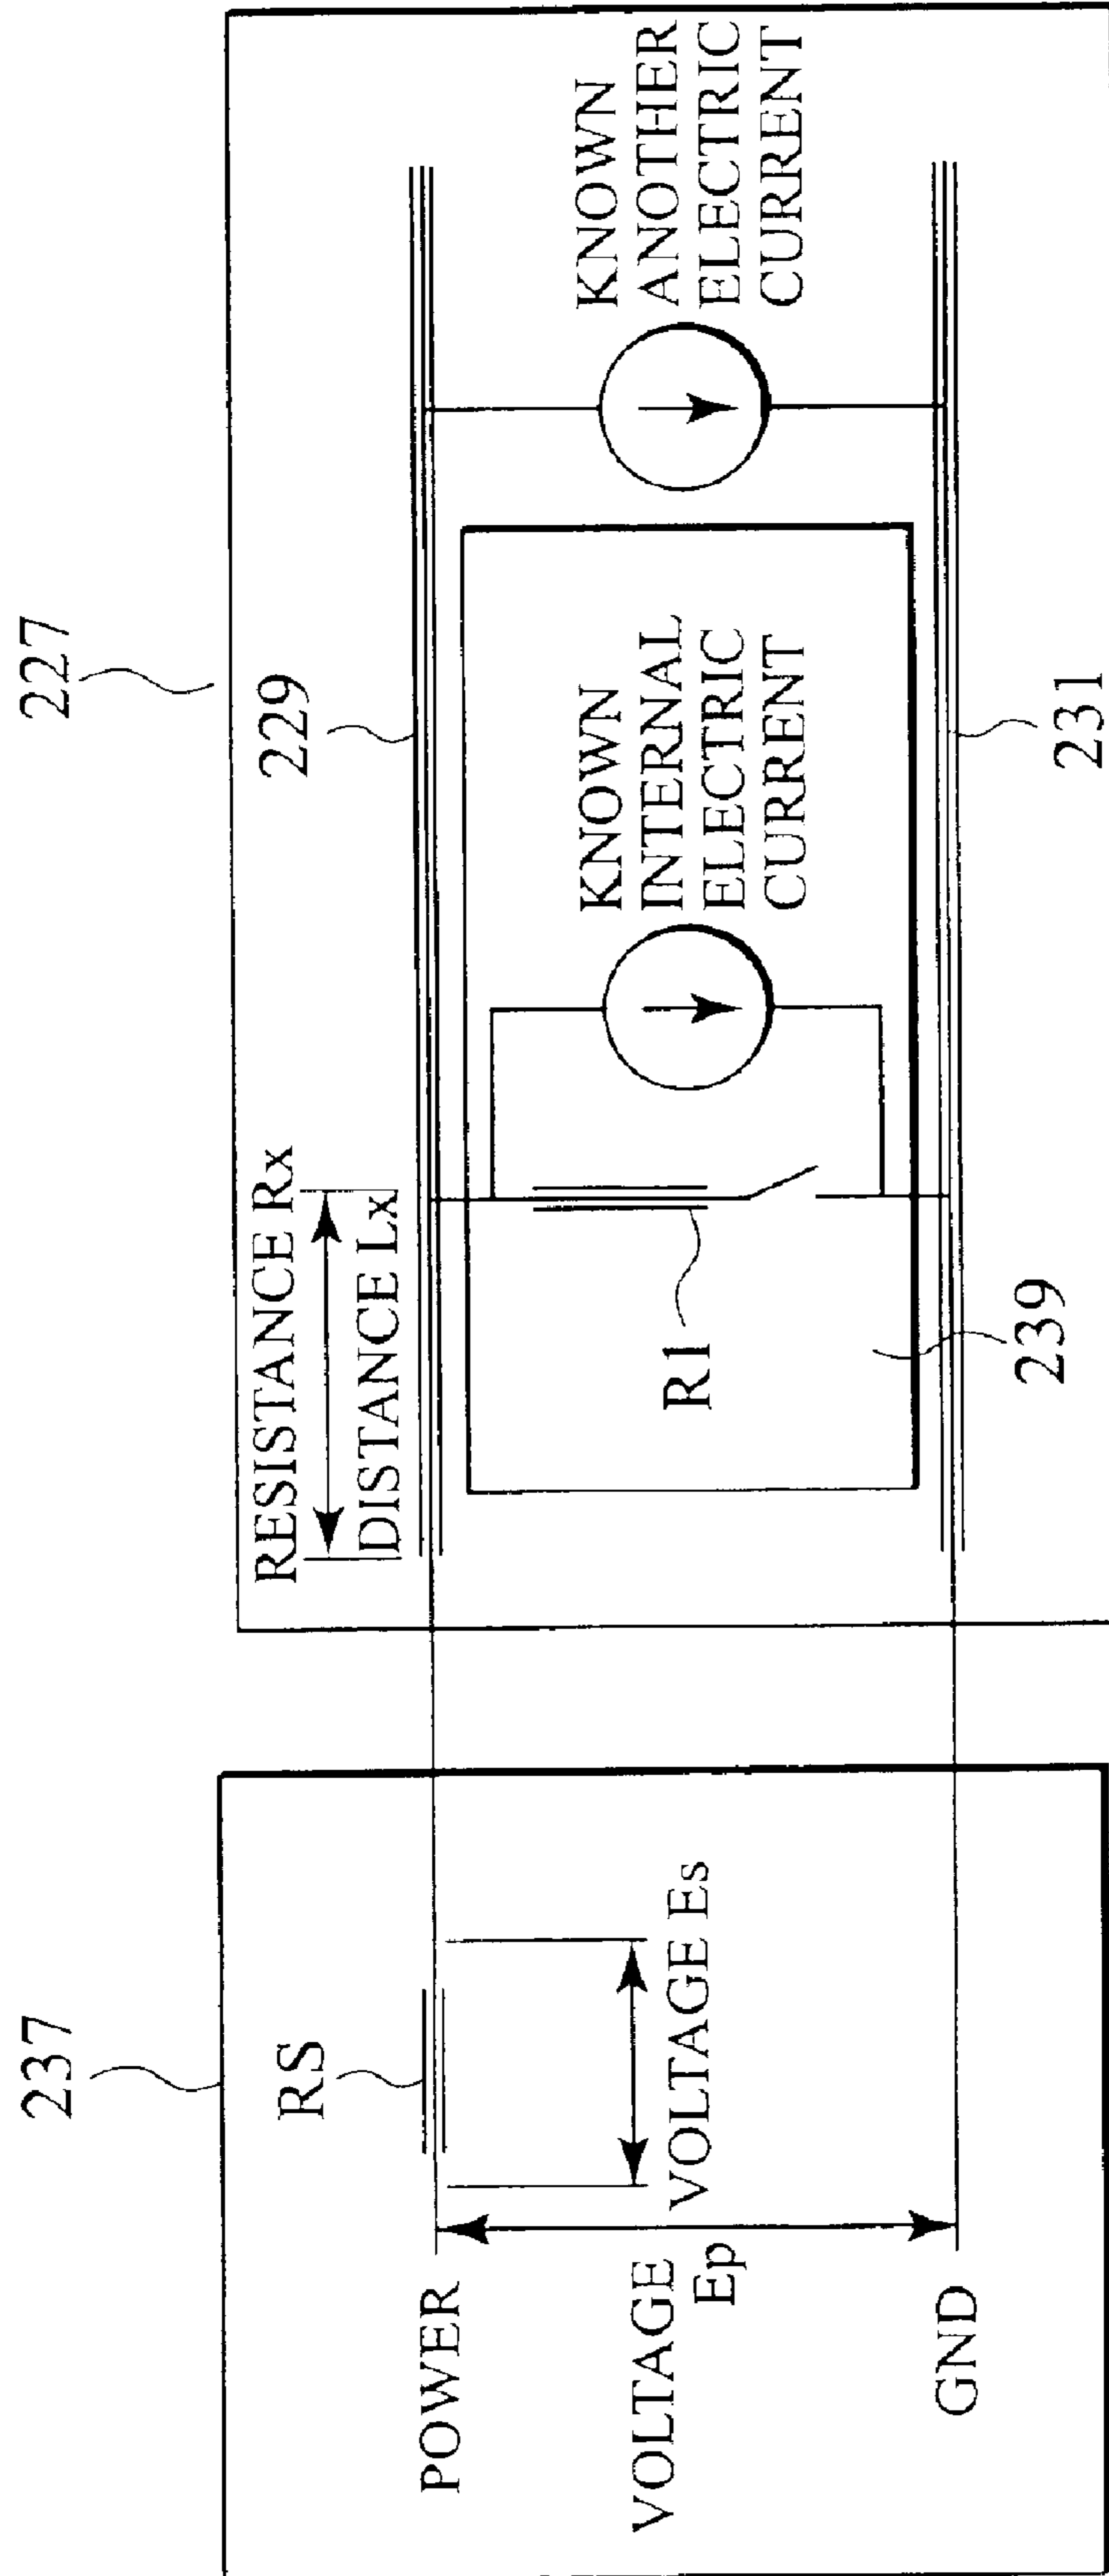 237
RS
POWER
VOLTAGE Es
VOLTAGE
Ep
GND
227
RESISTANCE Rx
DISTANCE Lx
229
R1
239
KNOWN
INTERNAL
ELECTRIC
CURRENT
KNOWN
ANOTHER
ELECTRIC
CURRENT
231